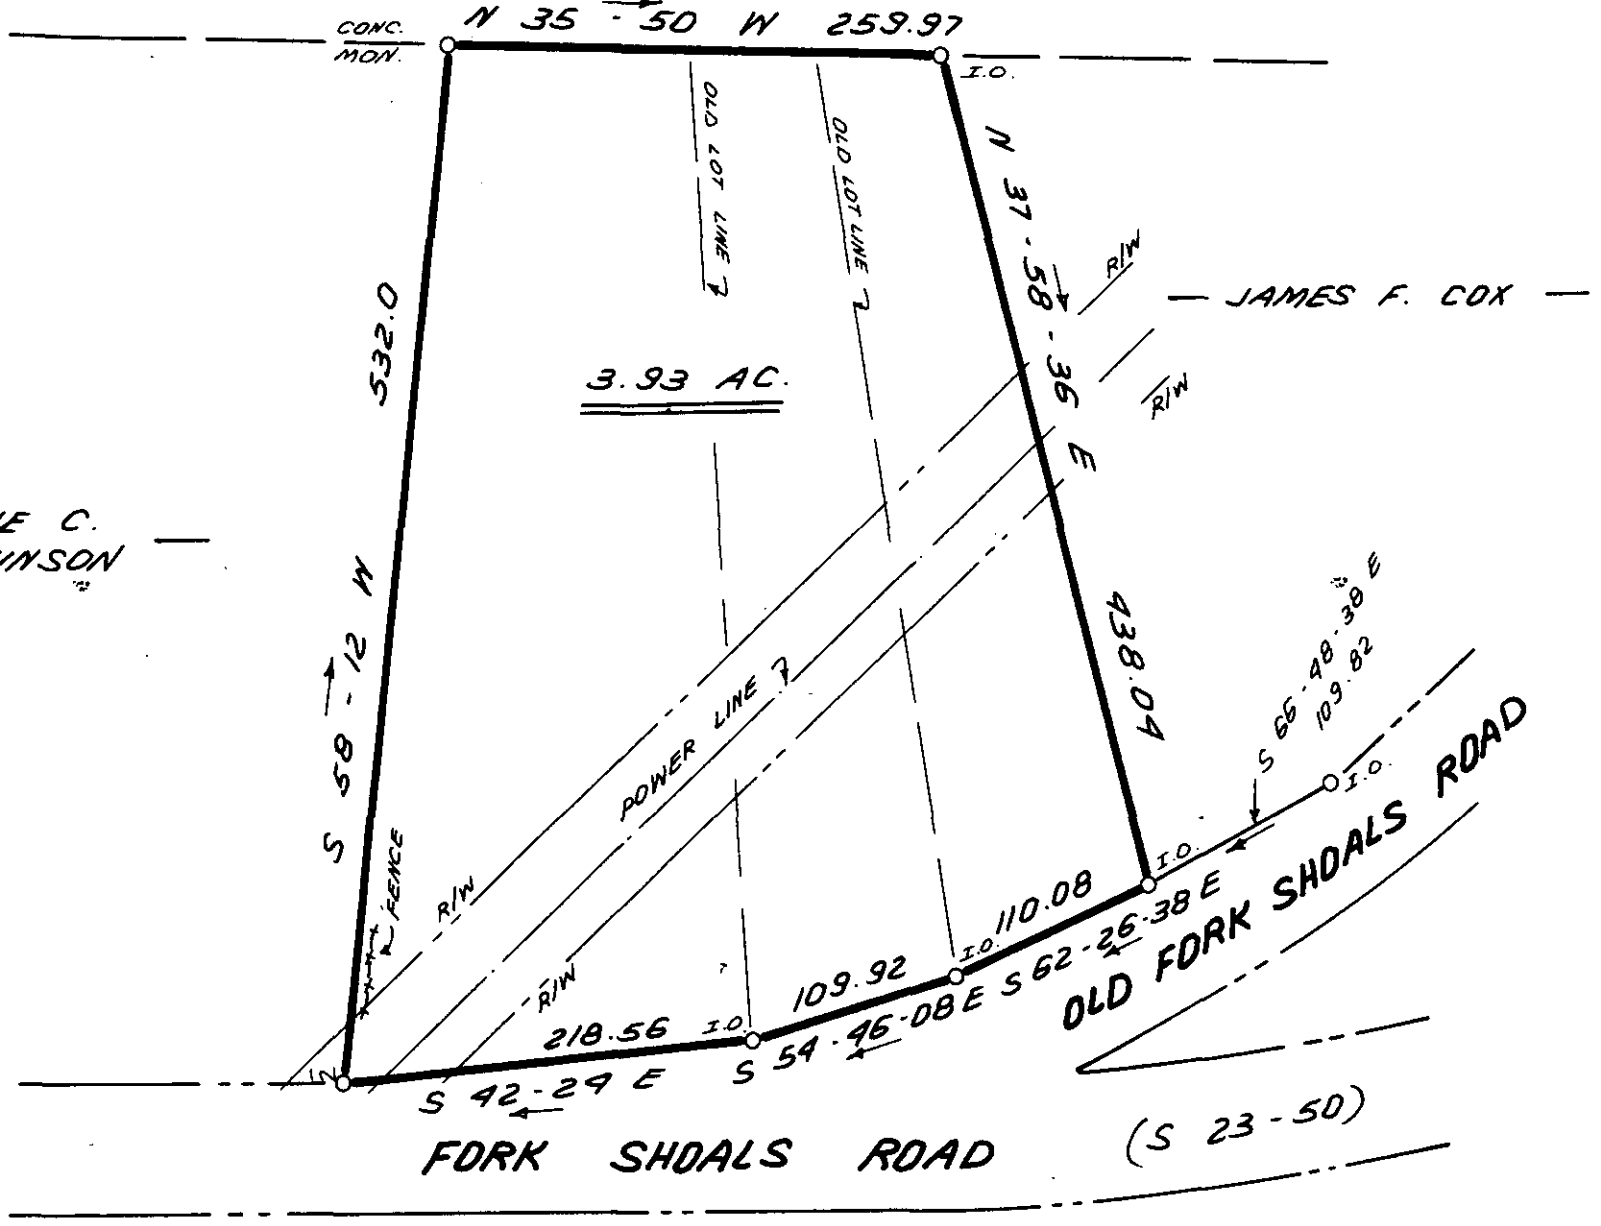 N 35 - 50 W 259.97
CONC.
MON.
I.O.
OLD LOT LINE
OLD LOT LINE
N 37 - 58 - 36 E
438.04
R/W
R/W
— JAMES F. COX —
532.0
S 58 - 12 W
3.93 AC.
E C.
INSON —
POWER LINE
FENCE
R/W
R/W
S 66 - 48 - 38 E
109.82
I.O.
I.O.
110.08
S 62 - 26 - 38 E
I.O.
109.92
S 54 - 46 - 08 E
I.O.
218.56
S 42 - 24 E
OLD FORK SHOALS ROAD
FORK SHOALS ROAD
(S 23 - 50)